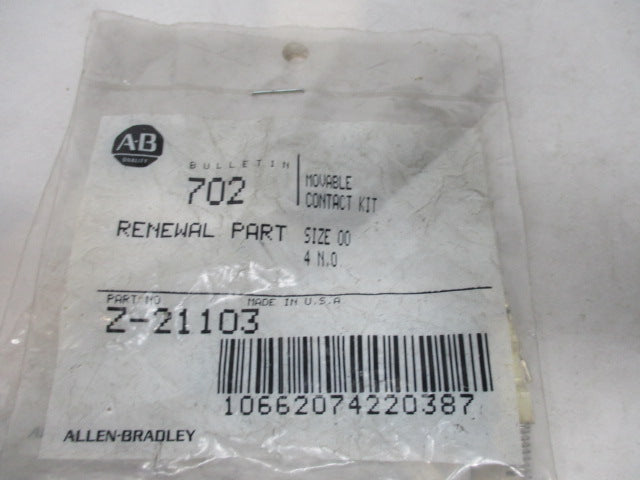 A-B
QUALITY
BULLETIN
702
MOVABLE
CONTACT KIT
RENEWAL PART
SIZE 00
4 N.O
PART NO
MADE IN U.S.A
Z-21103
10662074220387
ALLEN-BRADLEY